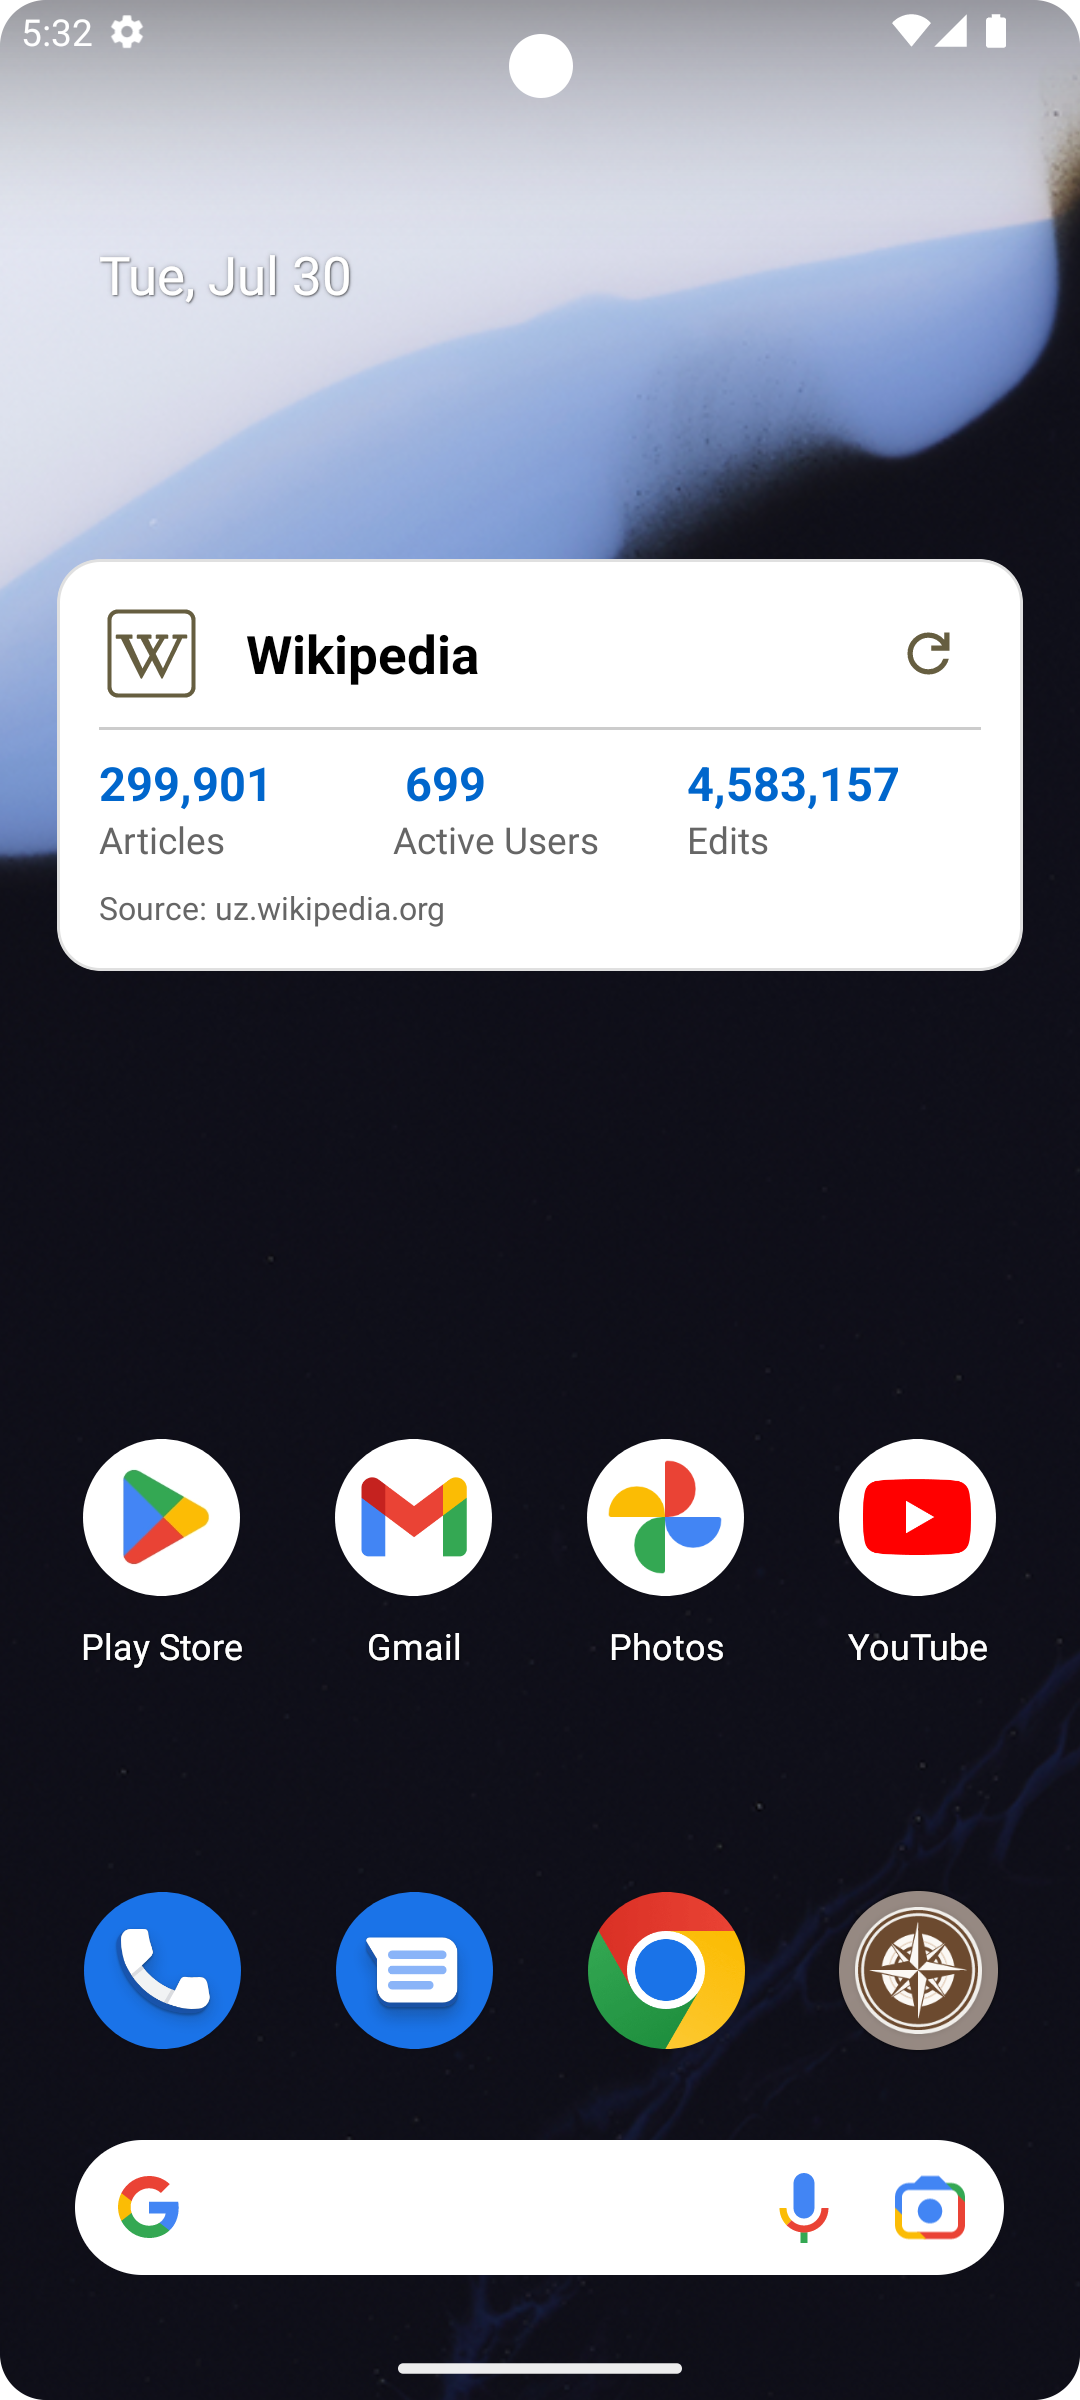 5:32
Tue, Jul 30
W Wikipedia
299,901 699 4,583,157
Articles Active Users Edits
Source: uz.wikipedia.org
Play Store Gmail Photos YouTube